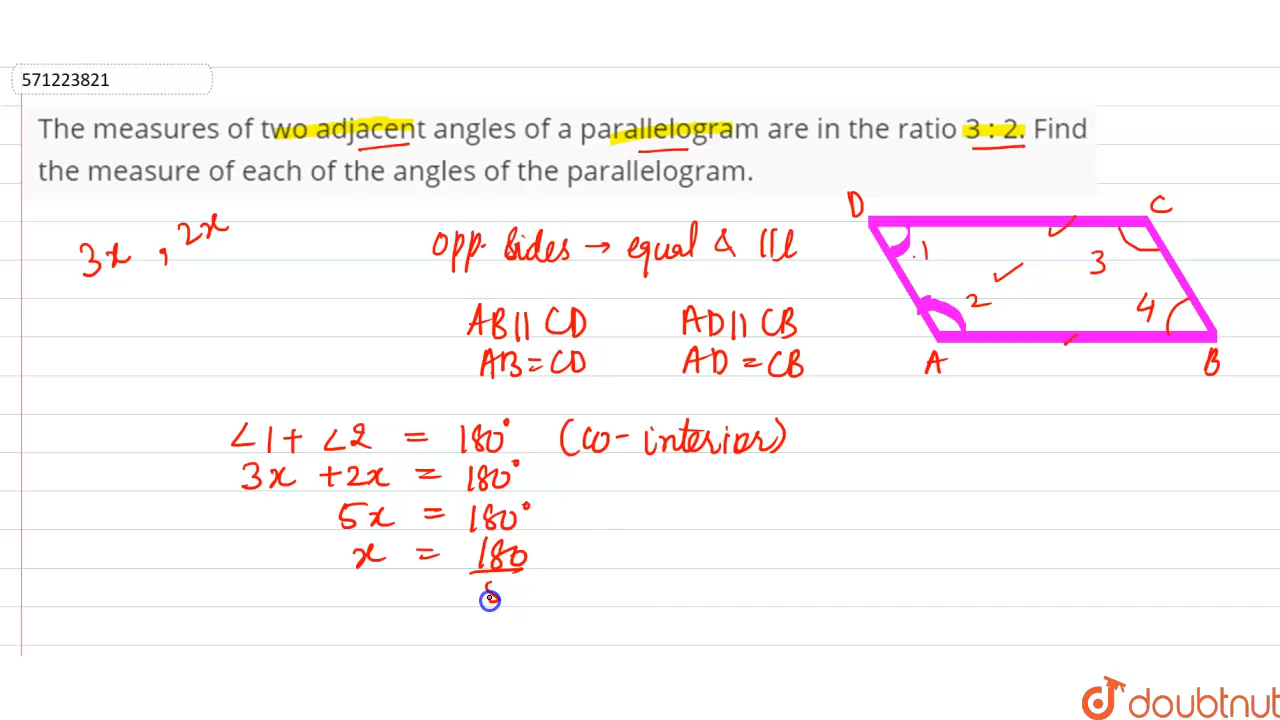 571223821
The measures of two adjacent angles of a parallelogram are in the ratio 3 : 2. Find
the measure of each of the angles of the parallelogram.
3x , 2x
opp. sides → equal & ||l
AB || CD AD || CB
AB = CD AD = CB
D C
1 3
2 4
A B
∠1 + ∠2 = 180° (co-interior)
3x + 2x = 180°
5x = 180°
x = 180
doubtnut